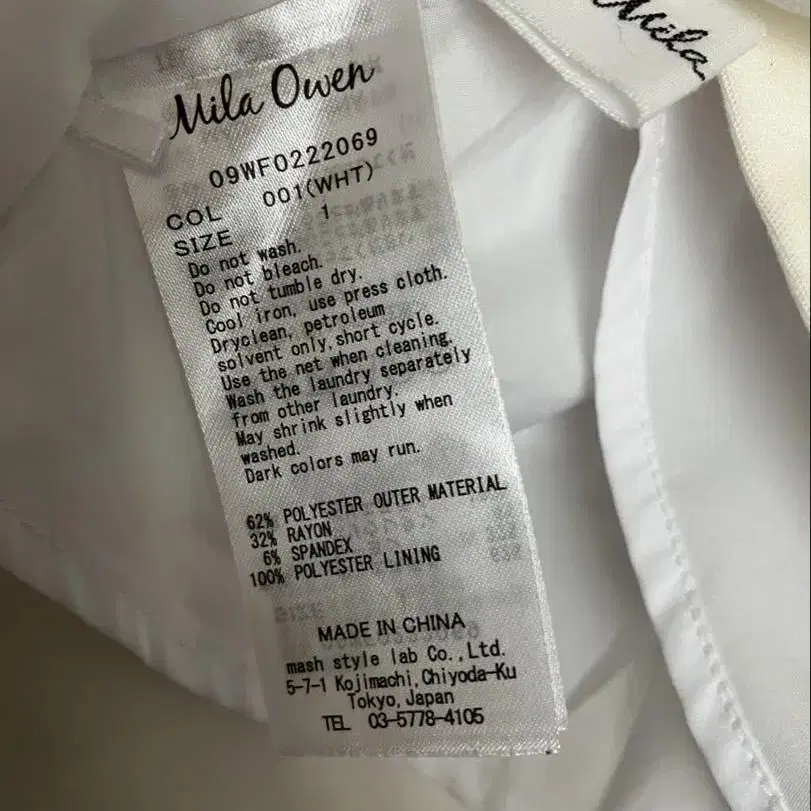 Mila
Mila Owen
09WF0222069
COL 001(WHT)
SIZE 1
Do not wash.
Do not bleach.
Do not tumble dry.
Cool iron, use press cloth.
Dryclean, petroleum
solvent only,short cycle.
Use the net when cleaning.
Wash the laundry separately
from other laundry.
May shrink slightly when
washed.
Dark colors may run.
62% POLYESTER OUTER MATERIAL
32% RAYON
6% SPANDEX
100% POLYESTER LINING
MADE IN CHINA
mash style lab Co.,Ltd.
5-7-1 Kojimachi,Chiyoda-Ku
Tokyo,Japan
TEL 03-5778-4105